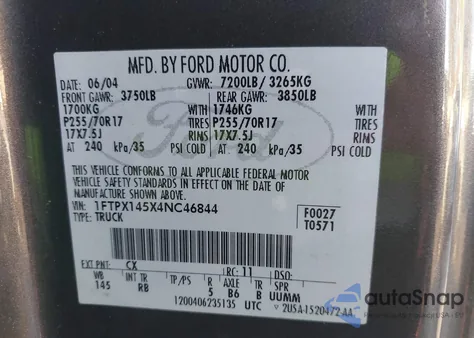 MFD. BY FORD MOTOR CO.
DATE: 06/04 GVWR: 7200LB/3265KG
FRONT GAWR: 3750LB REAR GAWR: 3850LB
1700KG WITH 1746KG WITH
P255/70R17 TIRES P255/70R17 TIRES
17X7.5J RIMS 17X7.5J RIMS
AT 240 kPa/35 PSI COLD AT 240 kPa/35 PSI COLD
Ford
THIS VEHICLE CONFORMS TO ALL APPLICABLE FEDERAL MOTOR
VEHICLE SAFETY STANDARDS IN EFFECT ON THE DATE OF MANUFACTURE
SHOWN ABOVE.
VIN: 1FTPX145X4NC46844 F0027
TYPE: TRUCK T0571
EXT PNT: CX RC: 11 DSO:
WB INT TR TP/PS R AXLE TR
145 RB 5 B6 B UUMM
1200406235135 UTC 2U5A-1520472-AA
autoSnap